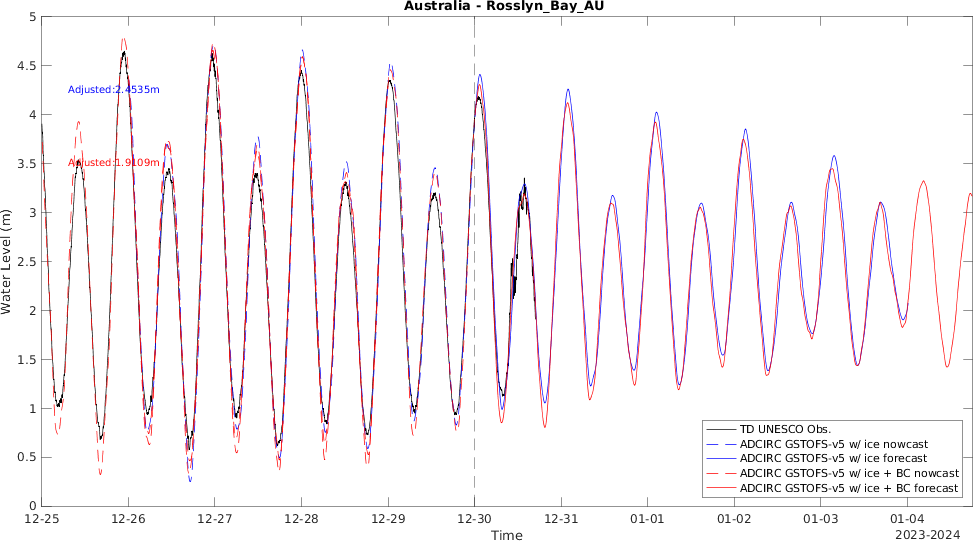 Australia - Rosslyn_Bay_AU
5
4.5
4
3.5
3
2.5
2
1.5
1
0.5
0
Water Level (m)
Adjusted:2.4535m
Adjusted:1.9109m
TD UNESCO Obs.
ADCIRC GSTOFS-v5 w/ ice nowcast
ADCIRC GSTOFS-v5 w/ ice forecast
ADCIRC GSTOFS-v5 w/ ice + BC nowcast
ADCIRC GSTOFS-v5 w/ ice + BC forecast
12-25 12-26 12-27 12-28 12-29 12-30 12-31 01-01 01-02 01-03 01-04
Time
2023-2024